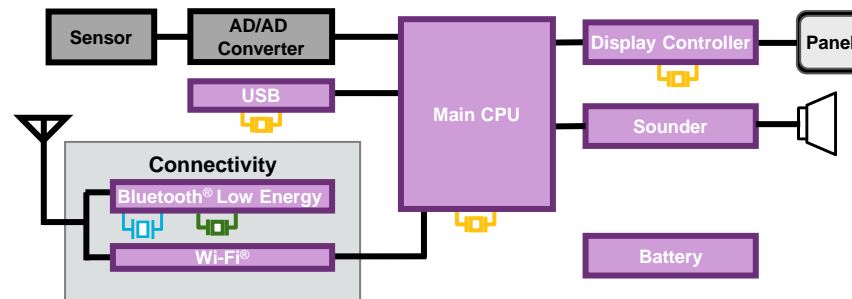 Sensor
AD/AD
Converter
Main CPU
Display Controller
Panel
USB
Sounder
Connectivity
Bluetooth® Low Energy
Wi-Fi®
Battery